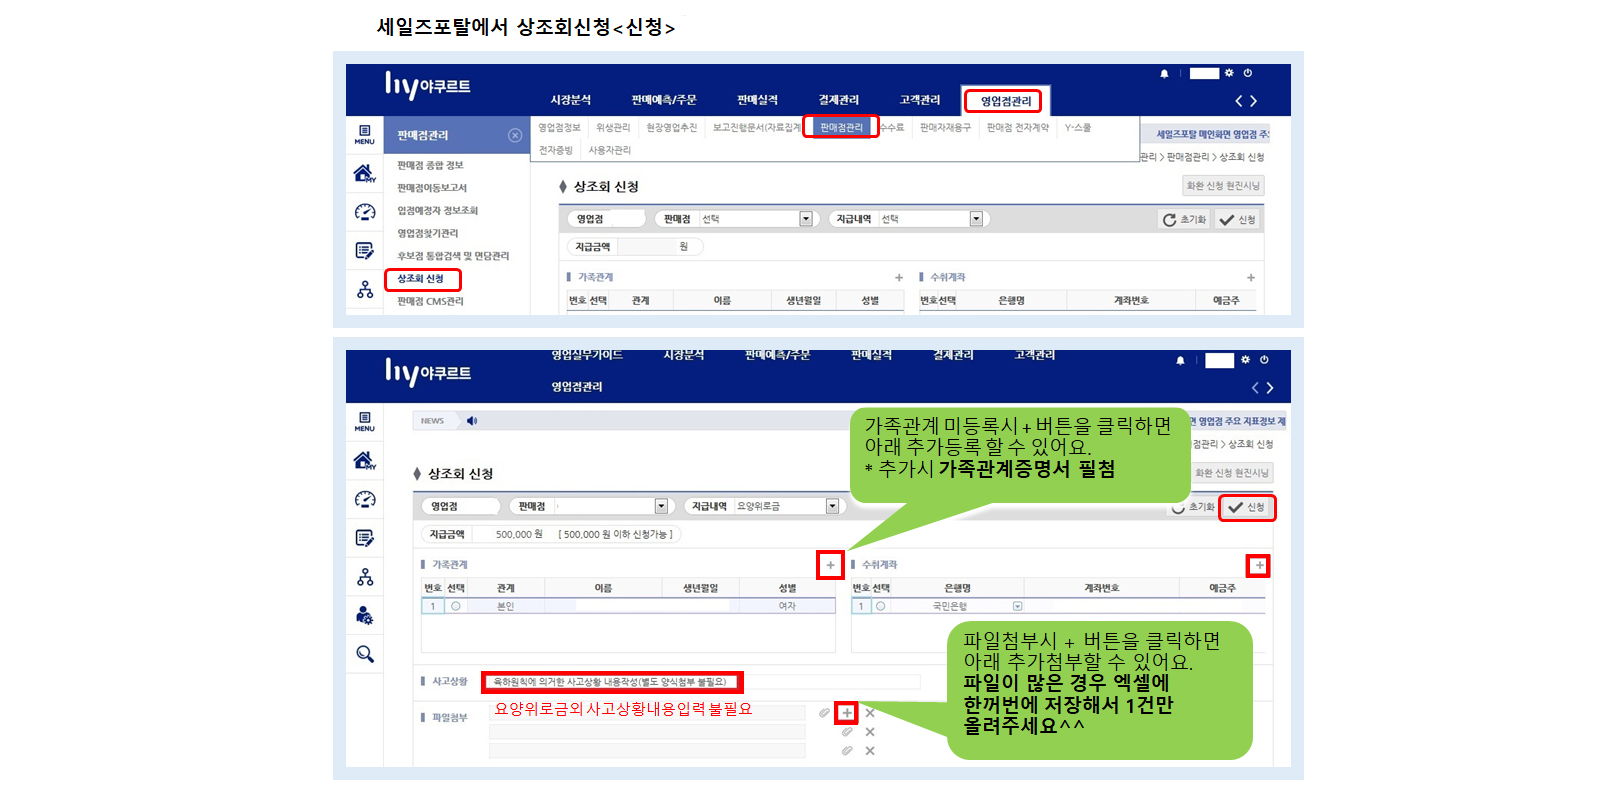 세일즈포탈에서 상조회신청<신청>
hy야쿠르트
시장분석 판매예측/주문 판매실적 결제관리 고객관리 영업점관리
MENU
판매점관리
영업점정보 위생관리 현장영업추진 보고진행문서(자료집계 판매점관리 수수료 판매자재용구 판매점 전자계약 Y-스쿨
전자증빙 사용자관리
세일즈포탈 메인화면 영업점 주
관리 > 판매점관리 > 상조회 신청
MY
판매점 종합 정보
판매점이동보고서
입점예정자 정보조회
영업점찾기관리
후보점 통합검색 및 면담관리
상조회 신청
판매점 CMS관리
상조회 신청
화환 신청 현진시닝
영업점 판매점 선택 지급내역 선택 초기화 신청
지급금액 원
가족관계 + 수취계좌 +
번호 선택 관계 이름 생년월일 성별 번호 선택 은행명 계좌번호 예금주
영업실무가이드 시장분석 판매예측/주문 판매실적 결제관리 고객관리
hy야쿠르트
영업점관리
MENU
NEWS
면 영업점 주요 지표정보 제
점관리 > 상조회 신청
가족관계 미등록시 + 버튼을 클릭하면
아래 추가등록 할 수 있어요.
* 추가시 가족관계증명서 필첨
MY
상조회 신청
화환 신청 현진시닝
영업점 판매점 지급내역 요양위로금 초기화 신청
지급금액 500,000 원 [ 500,000 원 이하 신청가능 ]
가족관계 + 수취계좌 +
번호 선택 관계 이름 생년월일 성별 번호 선택 은행명 계좌번호 예금주
1 본인 여자 1 국민은행
파일첨부시 + 버튼을 클릭하면
아래 추가첨부할 수 있어요.
파일이 많은 경우 엑셀에
한꺼번에 저장해서 1건만
올려주세요^^
사고상황 육하원칙에 의거한 사고상황 내용작성(별도 양식첨부 불필요)
요양위로금외 사고상황내용입력 불필요
파일첨부 + X
X
X